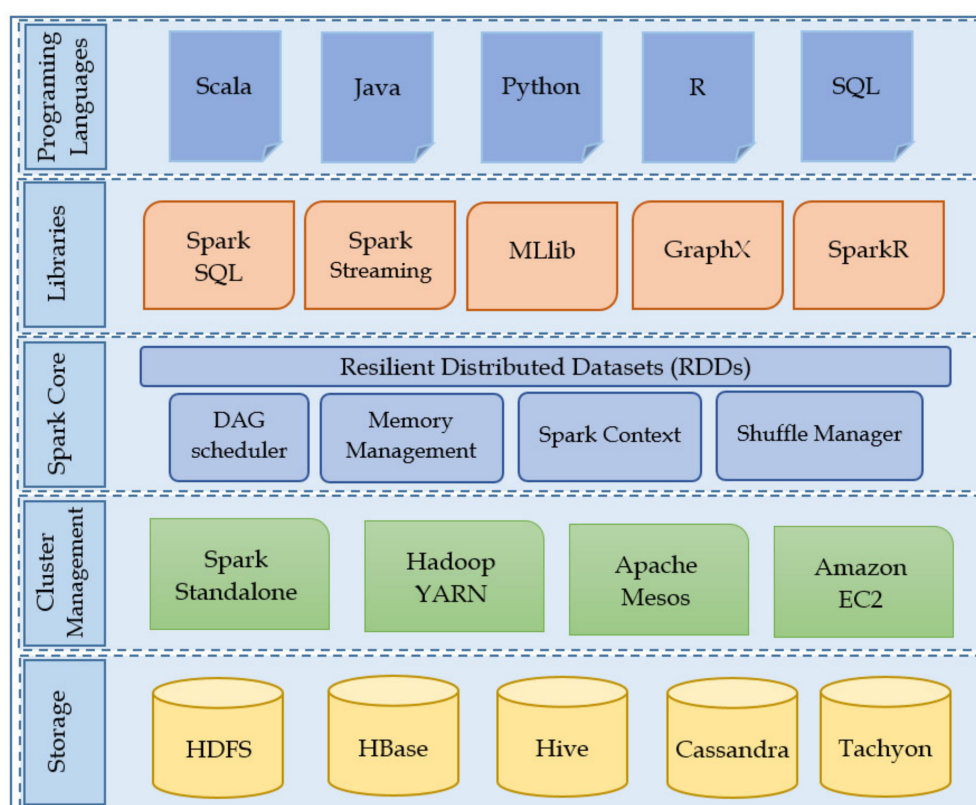 Programing
Languages
Scala
Java
Python
R
SQL
Libraries
Spark
SQL
Spark
Streaming
MLlib
GraphX
SparkR
Spark Core
Resilient Distributed Datasets (RDDs)
DAG
scheduler
Memory
Management
Spark Context
Shuffle Manager
Cluster
Management
Spark
Standalone
Hadoop
YARN
Apache
Mesos
Amazon
EC2
Storage
HDFS
HBase
Hive
Cassandra
Tachyon